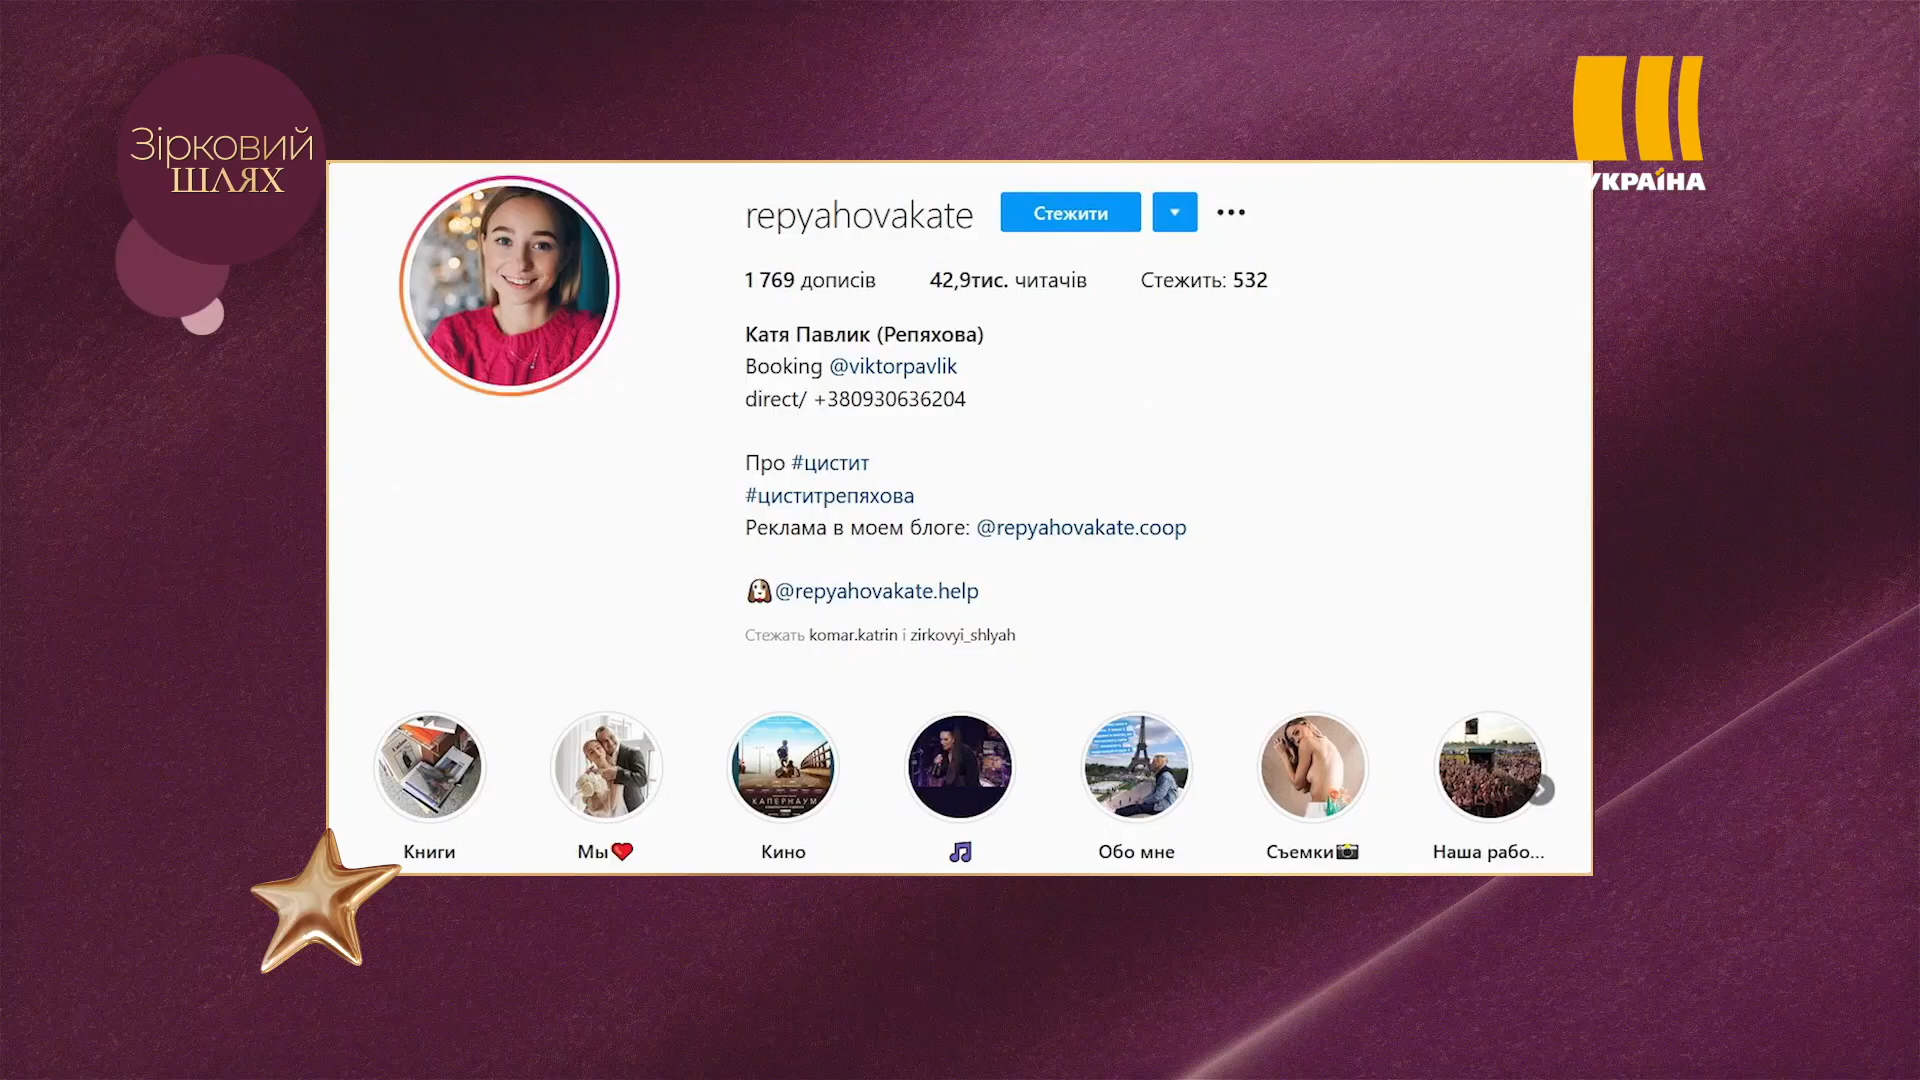 Зірковий
ШЛЯХ
УКРАЇНА
repyahovakate
Стежити
1 769 дописів
42,9тис. читачів
Стежить: 532
Катя Павлик (Репяхова)
Booking @viktorpavlik
direct/ +380930636204
Про #цистит
#циститрепяхова
Реклама в моем блоге: @repyahovakate.coop
@repyahovakate.help
Стежать komar.katrin і zirkovyi_shlyah
КАПЕРНАУМ
Книги
Мы❤️
Кино
🎵
Обо мне
Съемки📷
Наша рабо...